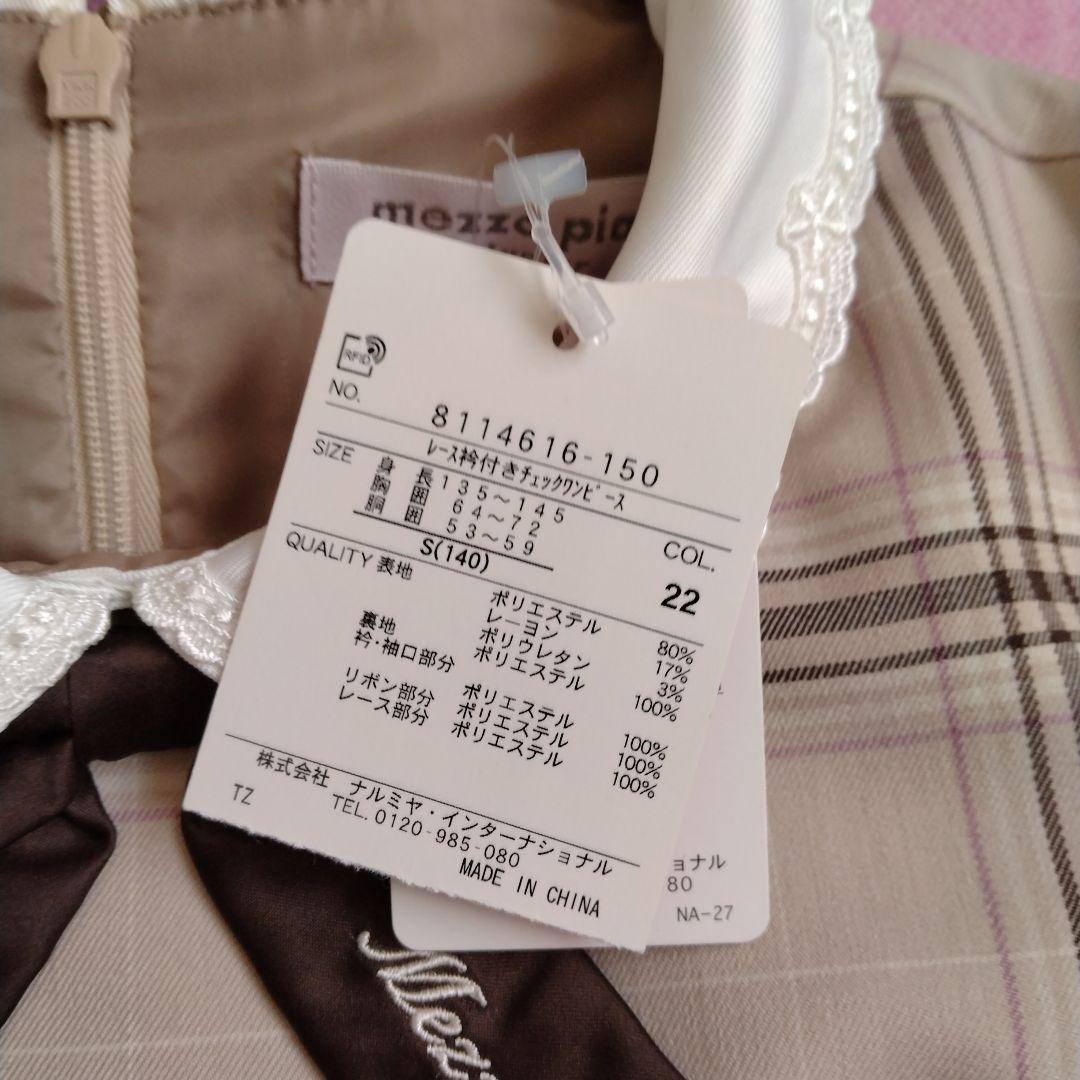 mezzo pia
RFID
NO.
8114616-150
ﾚｰｽ衿付きﾁｪｯｸﾜﾝﾋﾟｰｽ
SIZE 身長 135～145
胸囲 64～72
胴囲 53～59
S(140)
COL.
22
QUALITY 表地 ポリエステル 80%
レーヨン 17%
ポリウレタン 3%
裏地 ポリエステル 100%
衿・袖口部分
ポリエステル 100%
リボン部分 ポリエステル 100%
レース部分 ポリエステル 100%
株式会社 ナルミヤ・インターナショナル
TEL.0120-985-080
TZ
MADE IN CHINA
ョナル
80
NA-27
Mez